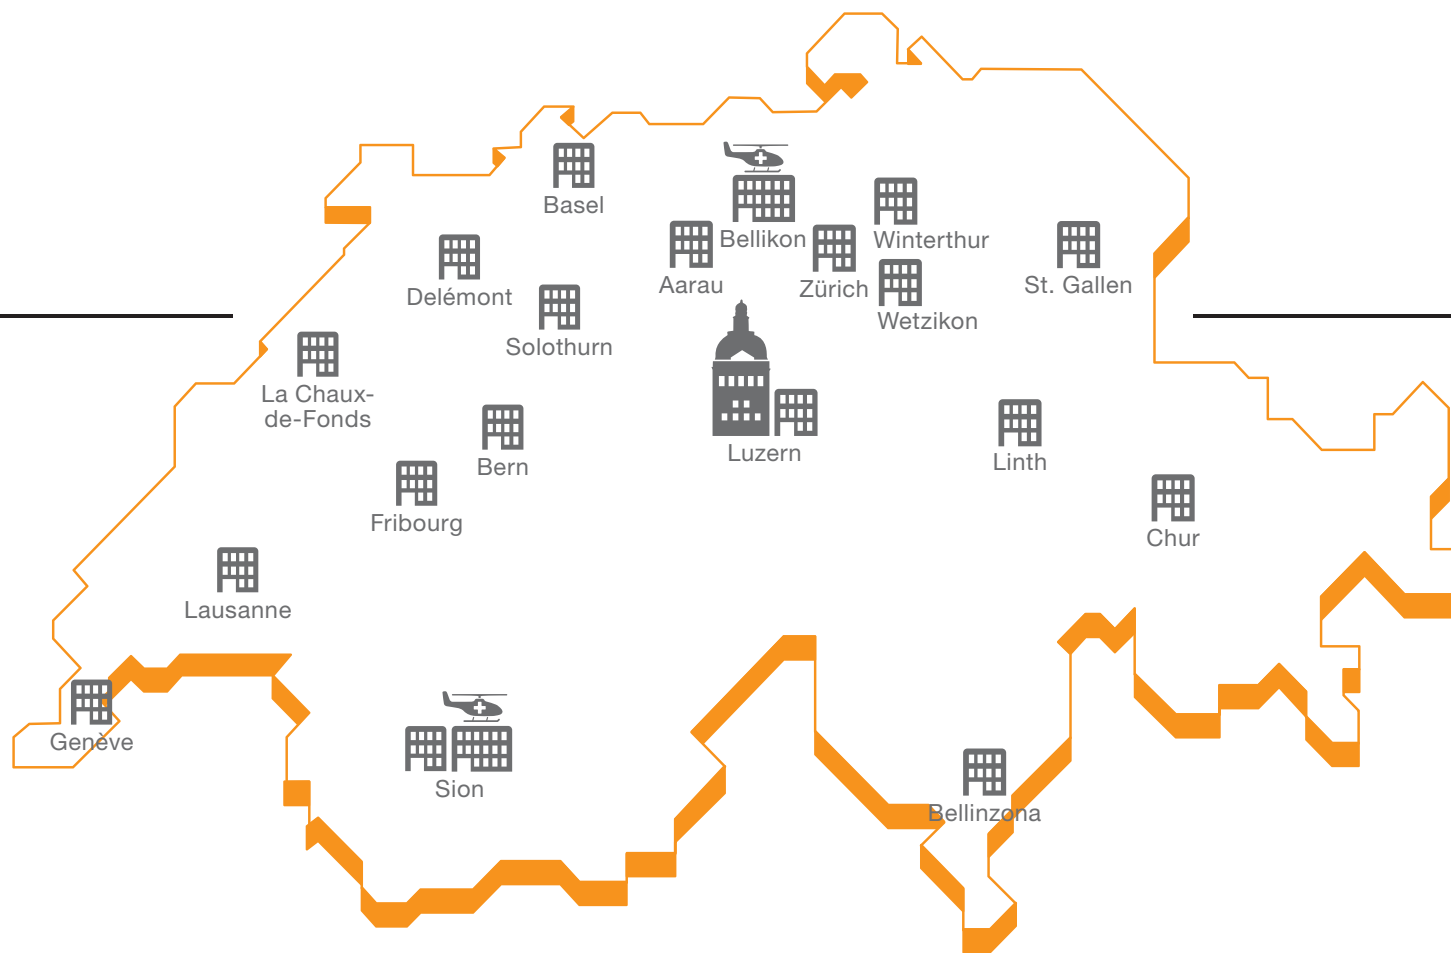 Basel
Bellikon
Winterthur
Aarau
Zürich
St. Gallen
Delémont
Wetzikon
Solothurn
La Chaux-
de-Fonds
Luzern
Linth
Bern
Fribourg
Chur
Lausanne
Genève
Sion
Bellinzona